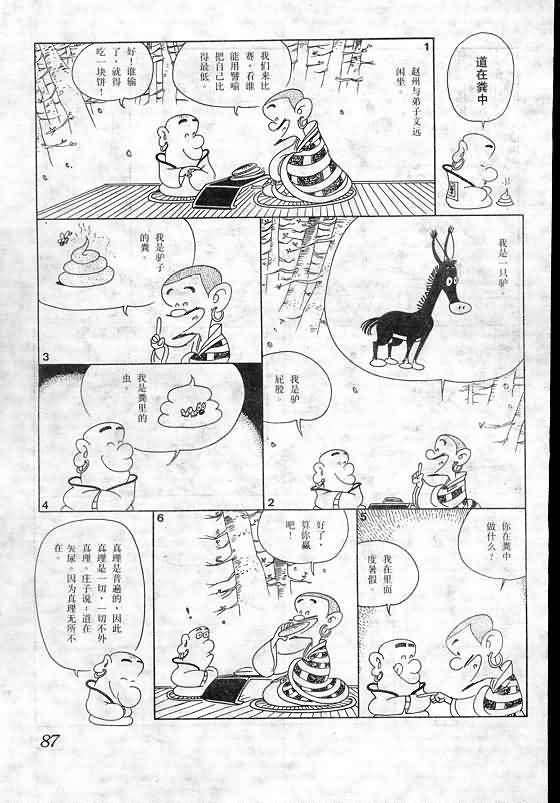 道在粪中
1
赵州与弟子文远
闲坐。
我们来比
赛，看谁
能用譬喻
把自己比
得最低。
好！谁输
了，就得
吃一块饼！
我是一只驴。
我是驴
屁股。
2
我是驴子
的粪。
3
我是粪里的
虫。
4
你在粪中
做什么？
我在里面
度暑假。
5
好了，
算你赢
吧！
6
真理是普遍的，因此
真理是一切，一切不外
真理。庄子说：道在
矢尿。因为真理无所不
在。
87